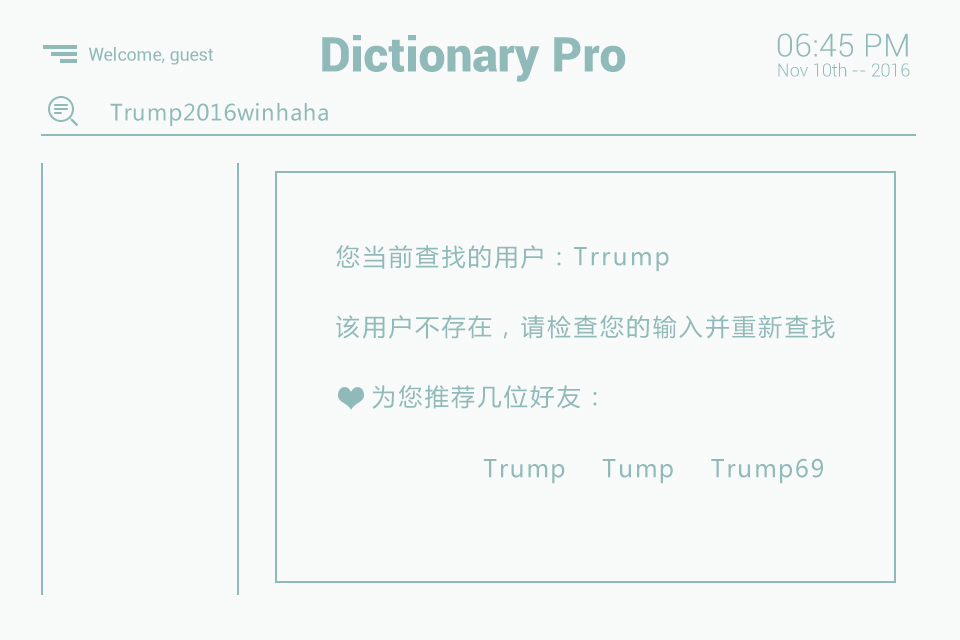 Welcome, guest
Dictionary Pro
06:45 PM
Nov 10th -- 2016
Trump2016winhaha
您当前查找的用户：Trrump
该用户不存在，请检查您的输入并重新查找
为您推荐几位好友：
Trump Tump Trump69